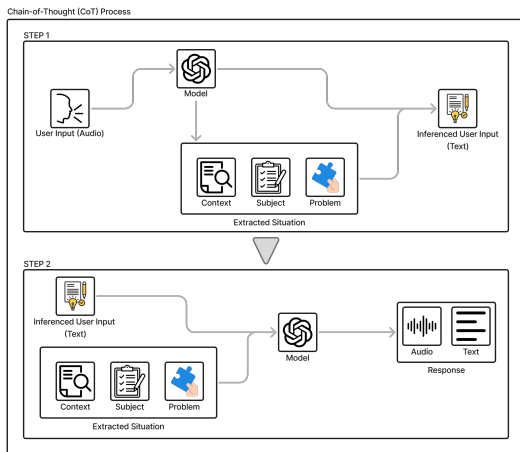 Chain-of-Thought (CoT) Process
STEP 1
Model
User Input (Audio)
Inferenced User Input
(Text)
Context Subject Problem
Extracted Situation
STEP 2
Inferenced User Input
(Text)
Model
Audio Text
Response
Context Subject Problem
Extracted Situation